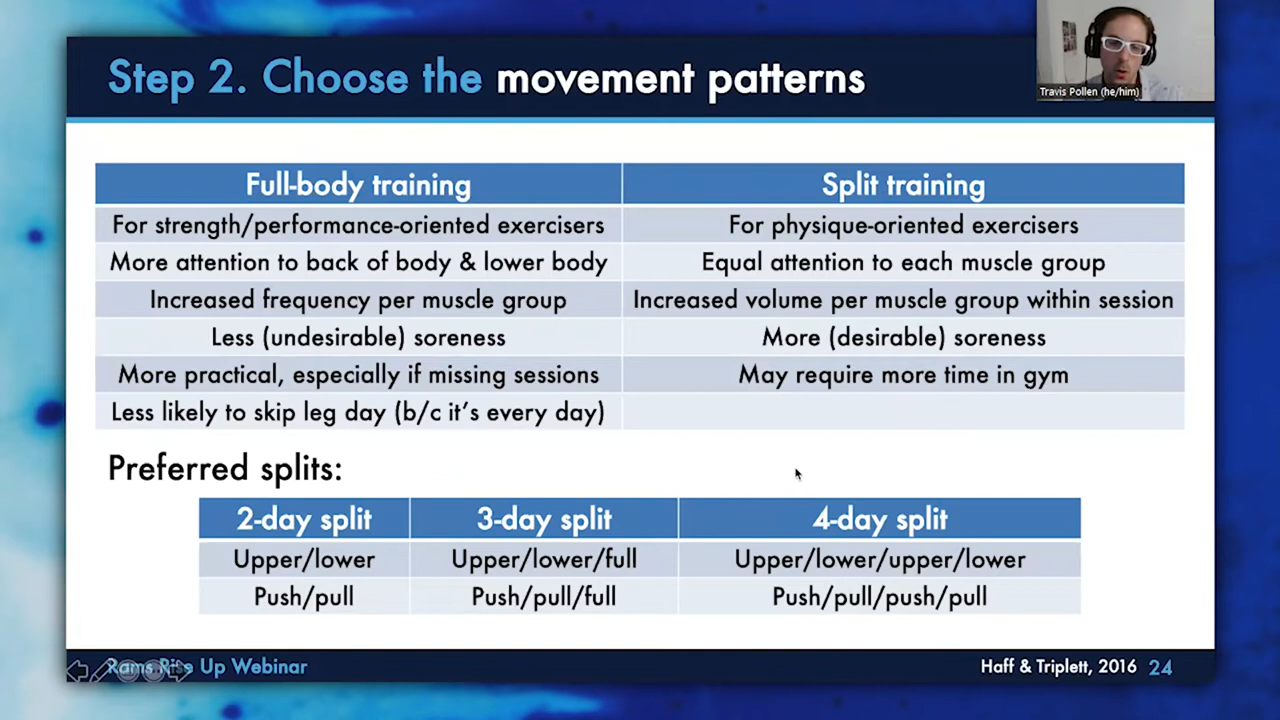 Step 2. Choose the movement patterns
Travis Pollen (he/him)
Full-body training
Split training
For strength/performance-oriented exercisers
For physique-oriented exercisers
More attention to back of body & lower body
Equal attention to each muscle group
Increased frequency per muscle group
Increased volume per muscle group within session
Less (undesirable) soreness
More (desirable) soreness
More practical, especially if missing sessions
May require more time in gym
Less likely to skip leg day (b/c it's every day)
Preferred splits:
2-day split
3-day split
4-day split
Upper/lower
Upper/lower/full
Upper/lower/upper/lower
Push/pull
Push/pull/full
Push/pull/push/pull
Rams Rise Up Webinar
Haff & Triplett, 2016 24